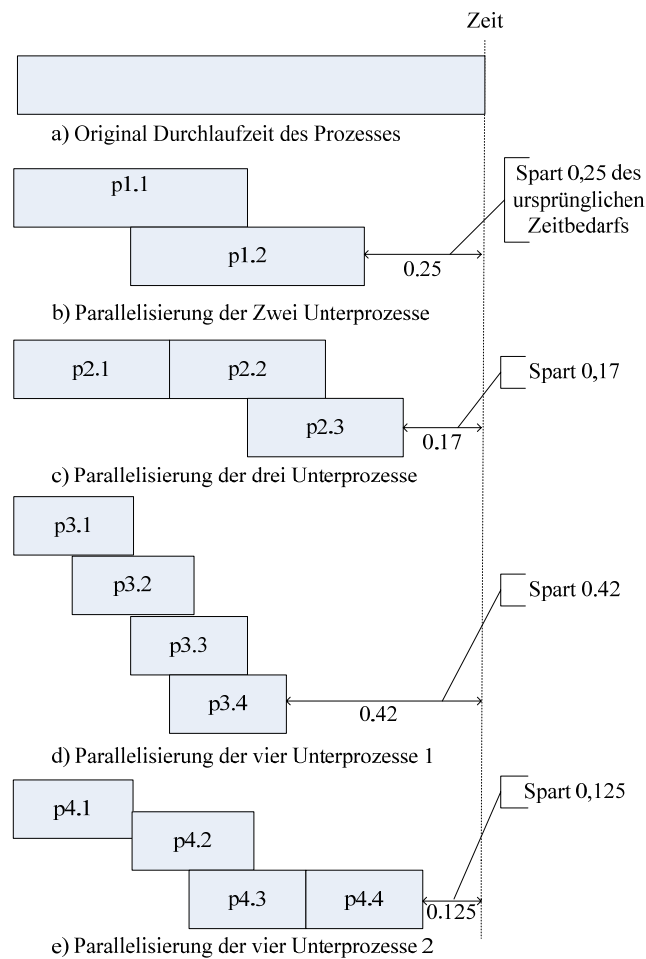 Zeit
a) Original Durchlaufzeit des Prozesses
p1.1
Spart 0,25 des
ursprünglichen
Zeitbedarfs
p1.2
0.25
b) Parallelisierung der Zwei Unterprozesse
p2.1
p2.2
Spart 0,17
p2.3
0.17
c) Parallelisierung der drei Unterprozesse
p3.1
p3.2
Spart 0.42
p3.3
p3.4
0.42
d) Parallelisierung der vier Unterprozesse 1
p4.1
Spart 0,125
p4.2
p4.3
p4.4
0.125
e) Parallelisierung der vier Unterprozesse 2